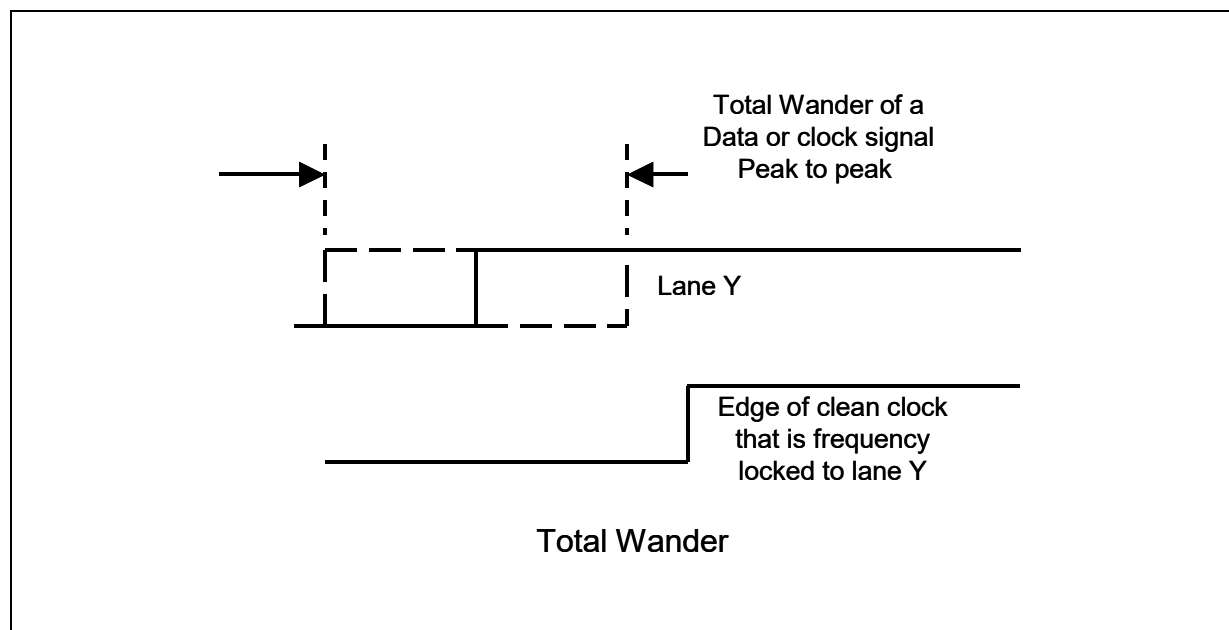 Total Wander of a
Data or clock signal
Peak to peak
Lane Y
Edge of clean clock
that is frequency
locked to lane Y
Total Wander